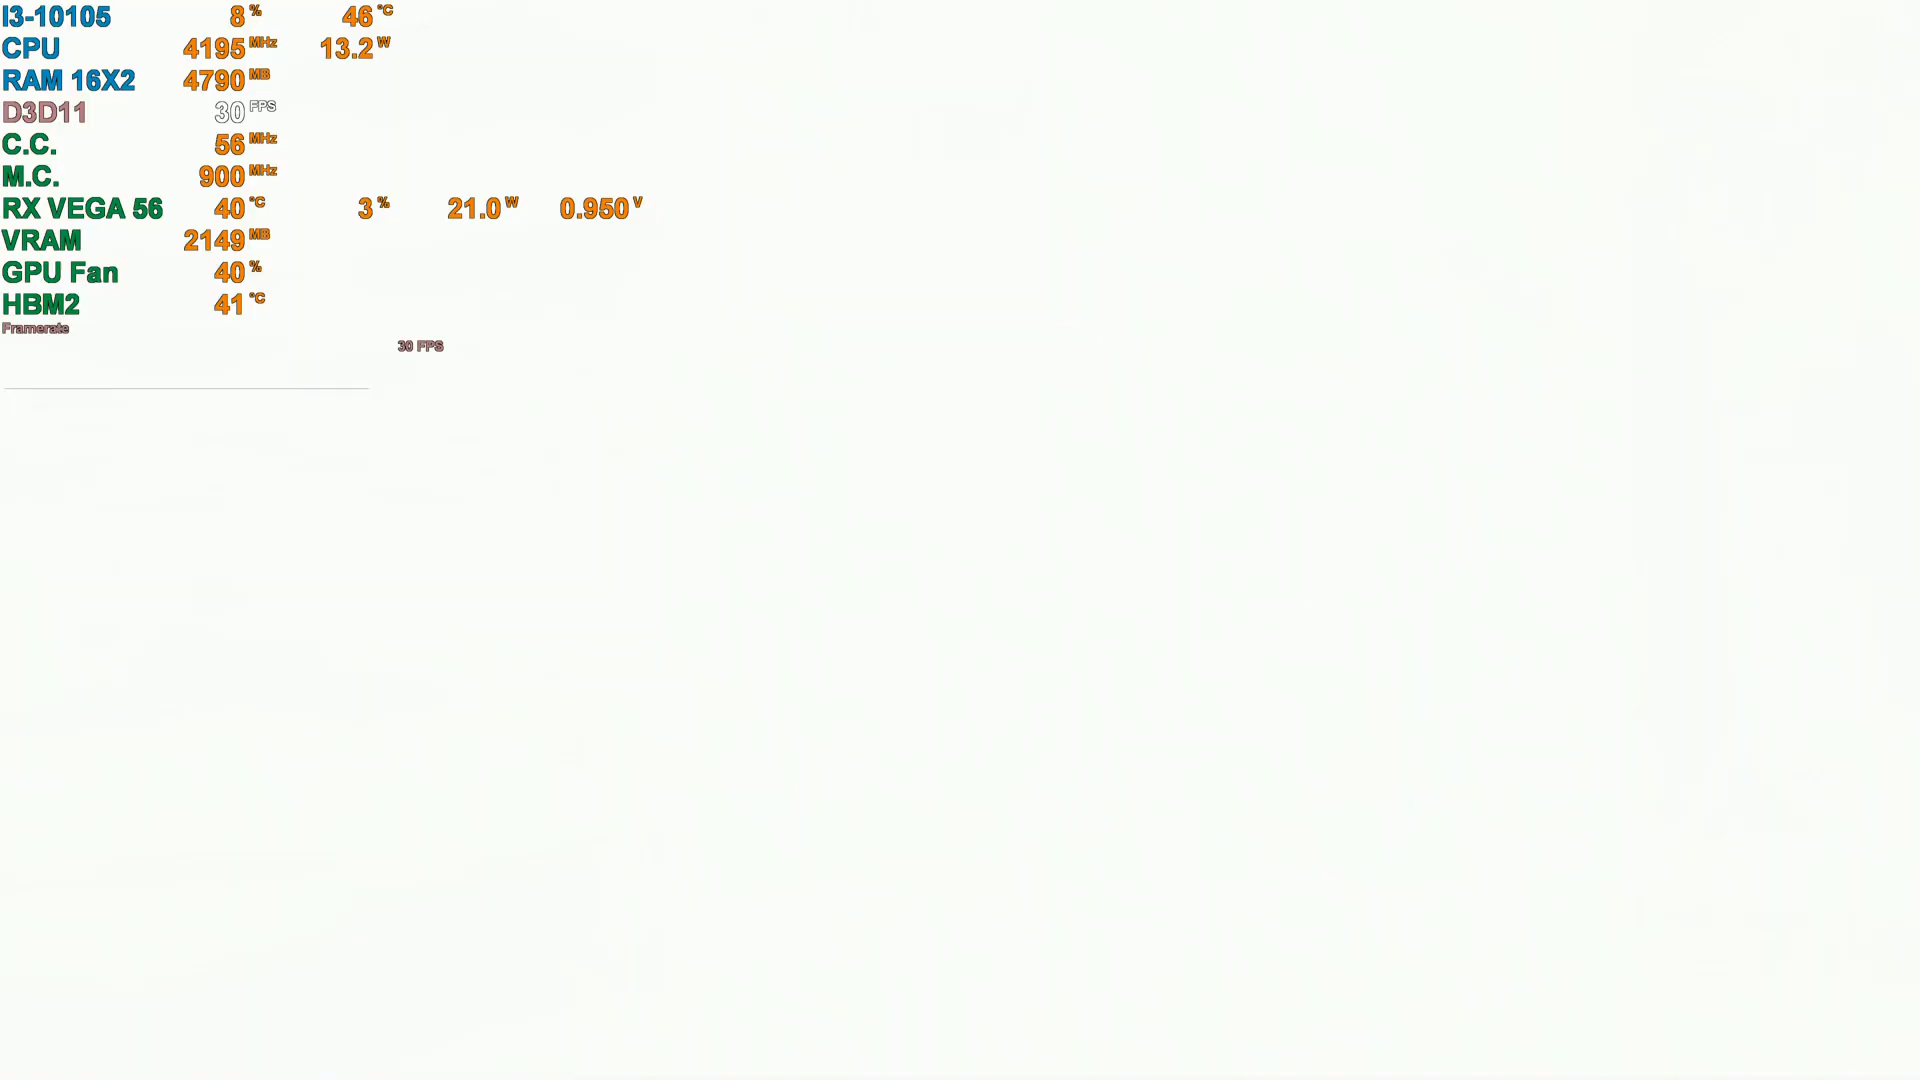 I3-10105 8 % 46 °C
CPU 4195 MHz 13.2 W
RAM 16X2 4790 MB
D3D11 30 FPS
C.C. 56 MHz
M.C. 900 MHz
RX VEGA 56 40 °C 3 % 21.0 W 0.950 V
VRAM 2149 MB
GPU Fan 40 %
HBM2 41 °C
Framerate
30 FPS